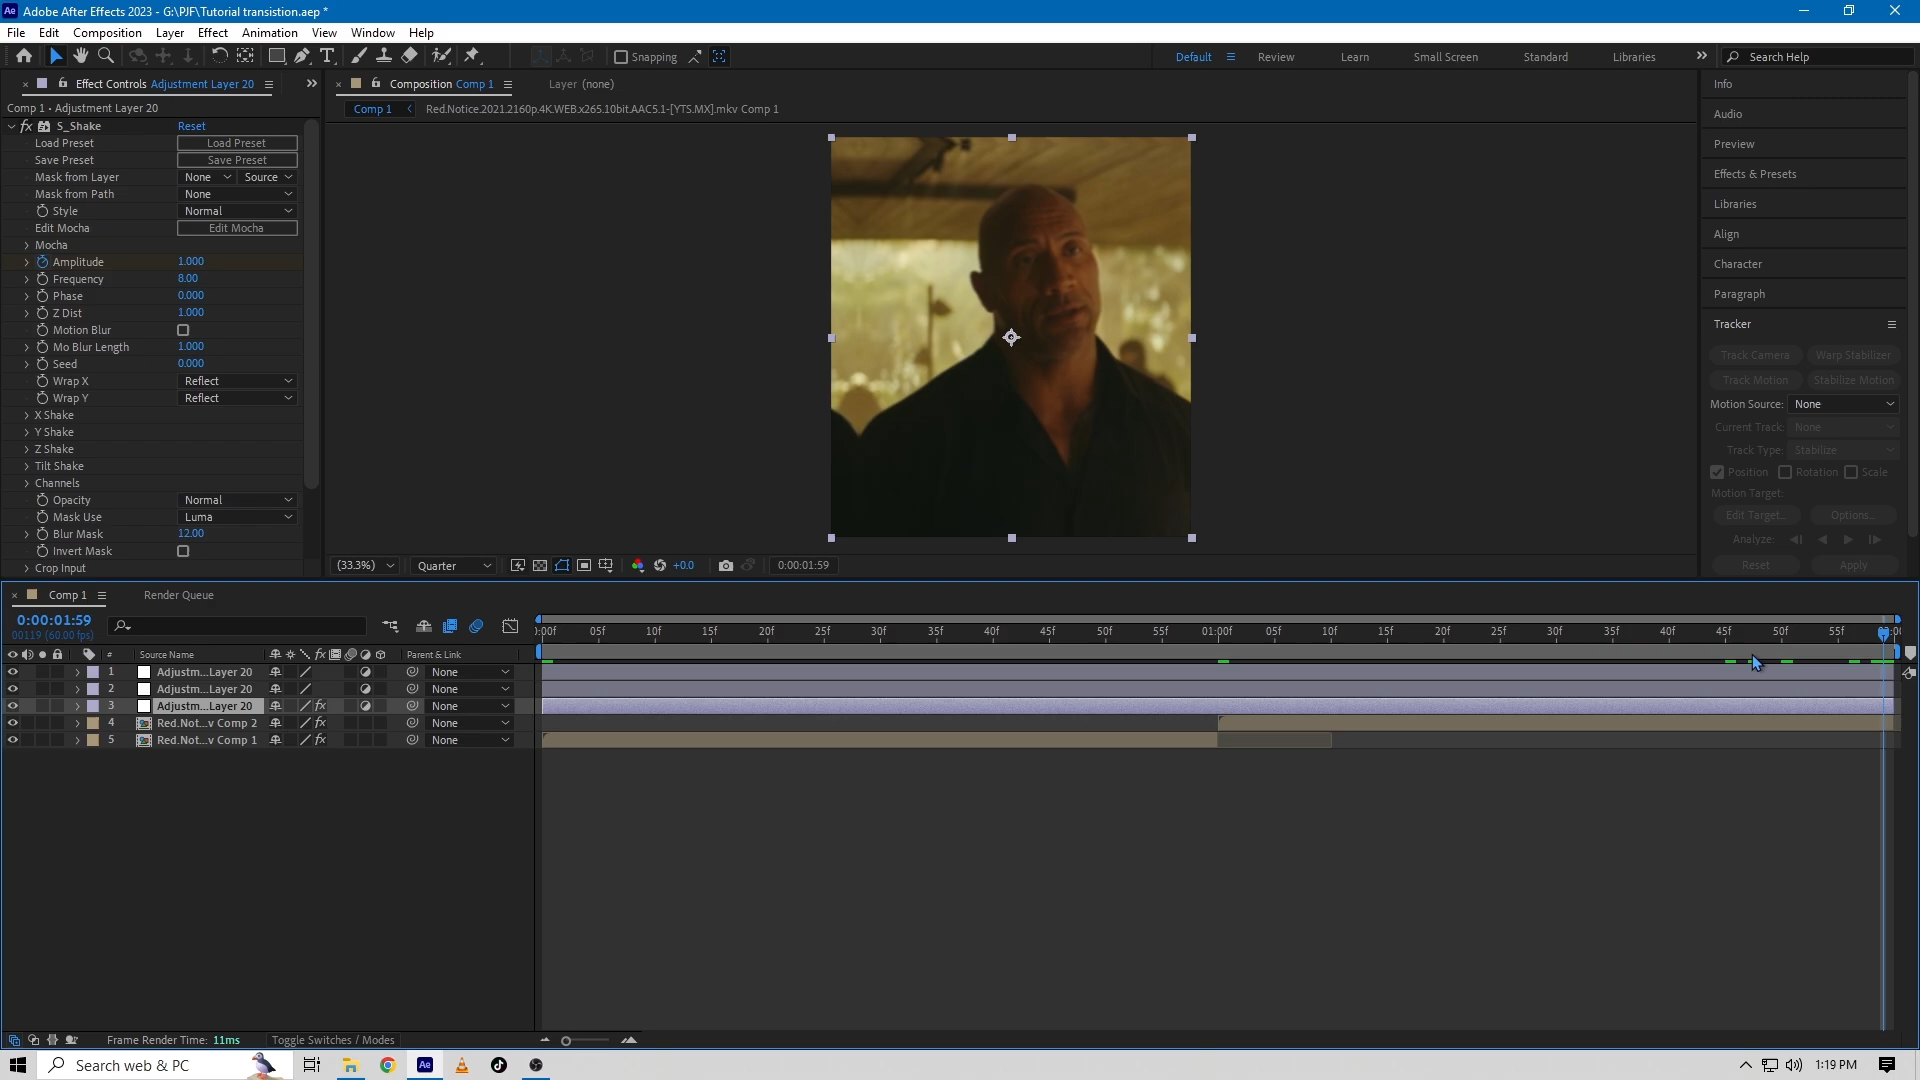 Ae Adobe After Effects 2023 - G:\PJF\Tutorial transistion.aep *
File Edit Composition Layer Effect Animation View Window Help
Snapping Default Review Learn Small Screen Standard Libraries Search Help
Effect Controls Adjustment Layer 20
Composition Comp 1 Layer (none)
Comp 1 • Adjustment Layer 20
Comp 1 Red.Notice.2021.2160p.4K.WEB.x265.10bit.AAC5.1-[YTS.MX].mkv Comp 1
fx S_Shake Reset
Load Preset Load Preset
Save Preset Save Preset
Mask from Layer None Source
Mask from Path None
Style Normal
Edit Mocha Edit Mocha
Mocha
Amplitude 1.000
Frequency 8.00
Phase 0.000
Z Dist 1.000
Motion Blur
Mo Blur Length 1.000
Seed 0.000
Wrap X Reflect
Wrap Y Reflect
X Shake
Y Shake
Z Shake
Tilt Shake
Channels
Opacity Normal
Mask Use Luma
Blur Mask 12.00
Invert Mask
Crop Input
(33.3%) Quarter +0.0 0:00:01:59
Info
Audio
Preview
Effects & Presets
Libraries
Align
Character
Paragraph
Tracker
Track Camera Warp Stabilizer
Track Motion Stabilize Motion
Motion Source: None
Current Track: None
Track Type: Stabilize
Position Rotation Scale
Motion Target:
Edit Target... Options...
Analyze:
Reset Apply
Comp 1 Render Queue
0:00:01:59
00119 (60.00 fps)
):00f 05f 10f 15f 20f 25f 30f 35f 40f 45f 50f 55f 01:00f 05f 10f 15f 20f 25f 30f 35f 40f 45f 50f 55f
# Source Name fx Parent & Link
1 Adjustm...Layer 20 None
2 Adjustm...Layer 20 None
3 Adjustm...Layer 20 fx None
4 Red.Not...v Comp 2 fx None
5 Red.Not...v Comp 1 fx None
Frame Render Time: 11ms Toggle Switches / Modes
Search web & PC Ae 1:19 PM